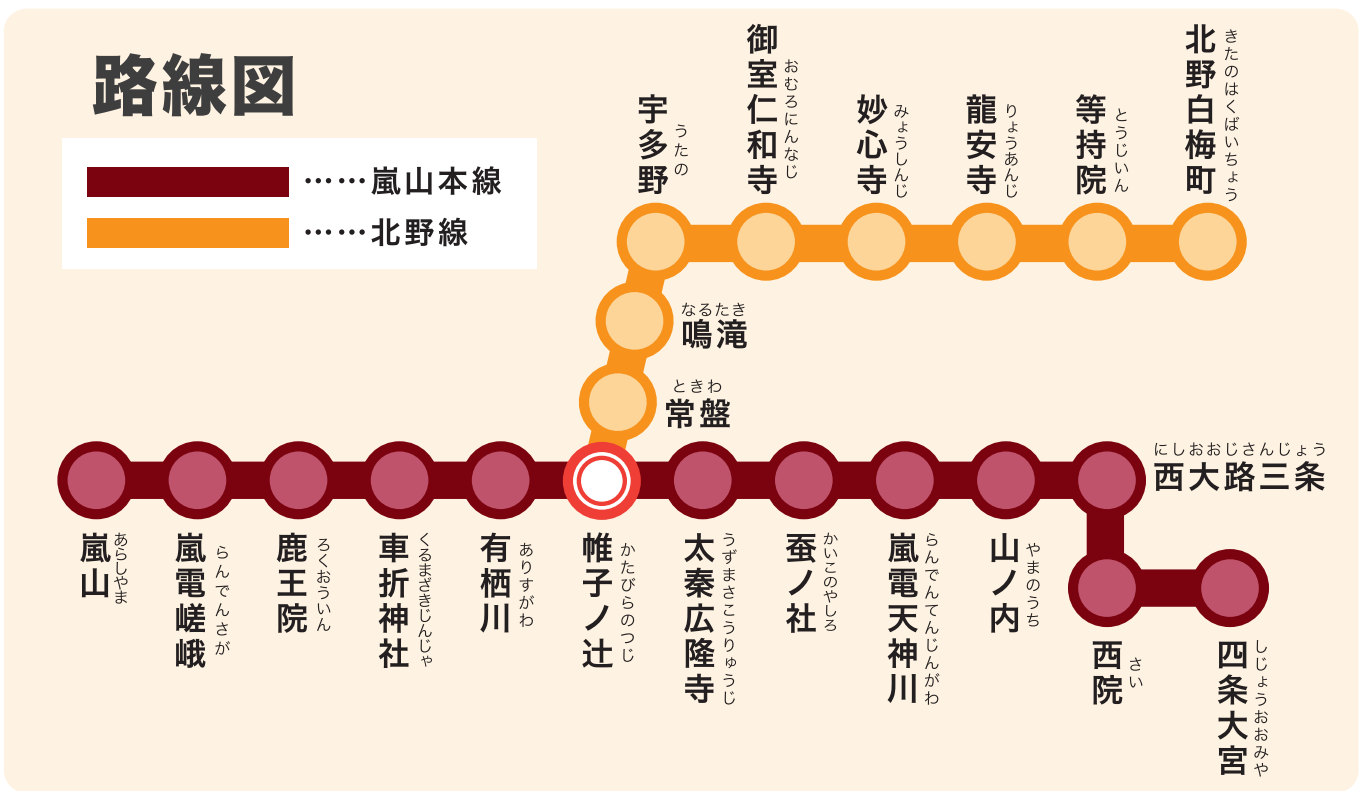 路線図
……嵐山本線
……北野線
宇多野
うたの
御室仁和寺
おむろにんなじ
妙心寺
みょうしんじ
龍安寺
りょうあんじ
等持院
とうじいん
北野白梅町
きたのはくばいちょう
なるたき
鳴滝
ときわ
常盤
嵐山
あらしやま
嵐電嵯峨
らんでんさが
鹿王院
ろくおういん
車折神社
くるまざきじんじゃ
有栖川
ありすがわ
帷子ノ辻
かたびらのつじ
太秦広隆寺
うずまさこうりゅうじ
蚕ノ社
かいこのやしろ
嵐電天神川
らんでんてんじんがわ
山ノ内
やまのうち
にしおおじさんじょう
西大路三条
西院
さい
四条大宮
しじょうおおみや